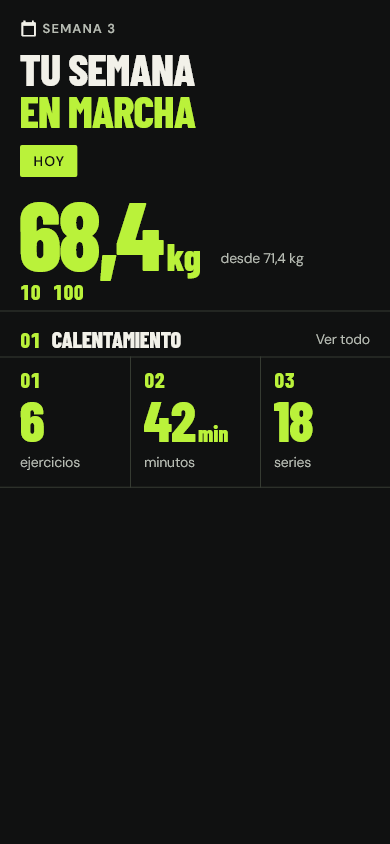 SEMANA 3
TU SEMANA
EN MARCHA
HOY
68,4kg desde 71,4 kg
10 100
01 CALENTAMIENTO Ver todo
01 02 03
6 42min 18
ejercicios minutos series